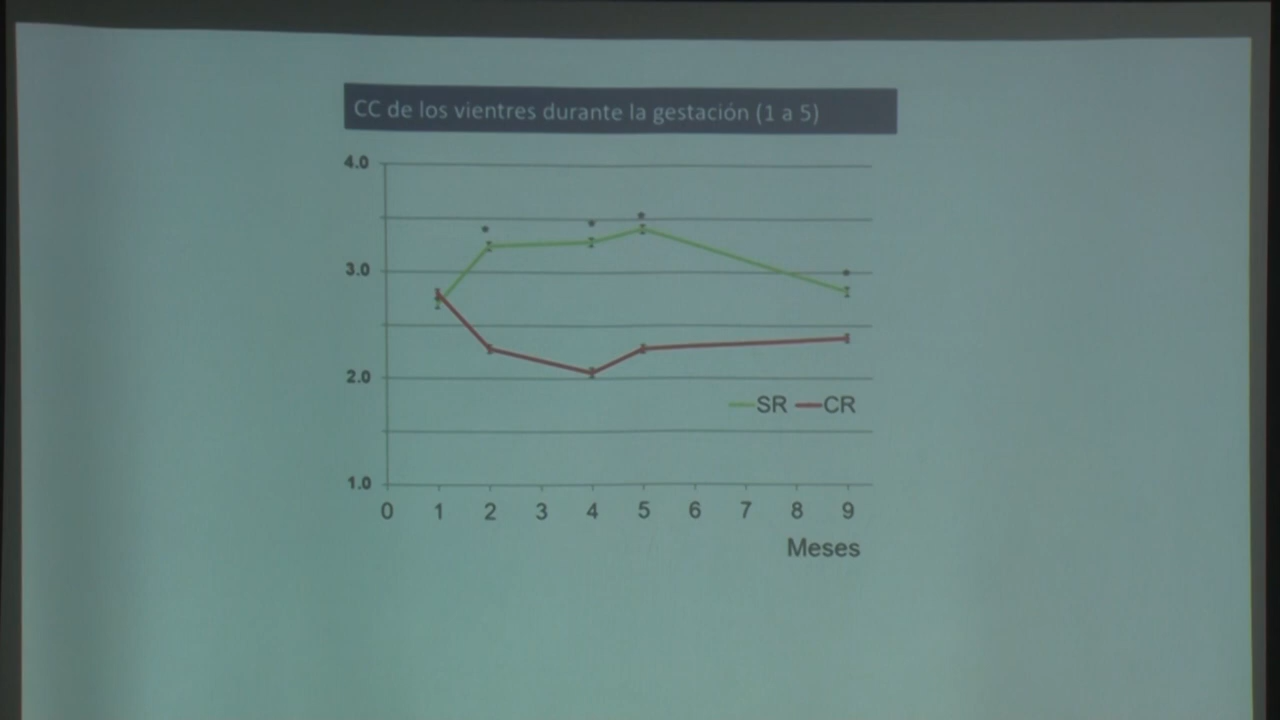 CC de los vientres durante la gestación (1 a 5)
4.0
3.0
2.0
1.0
* * * *
SR CR
0 1 2 3 4 5 6 7 8 9
Meses